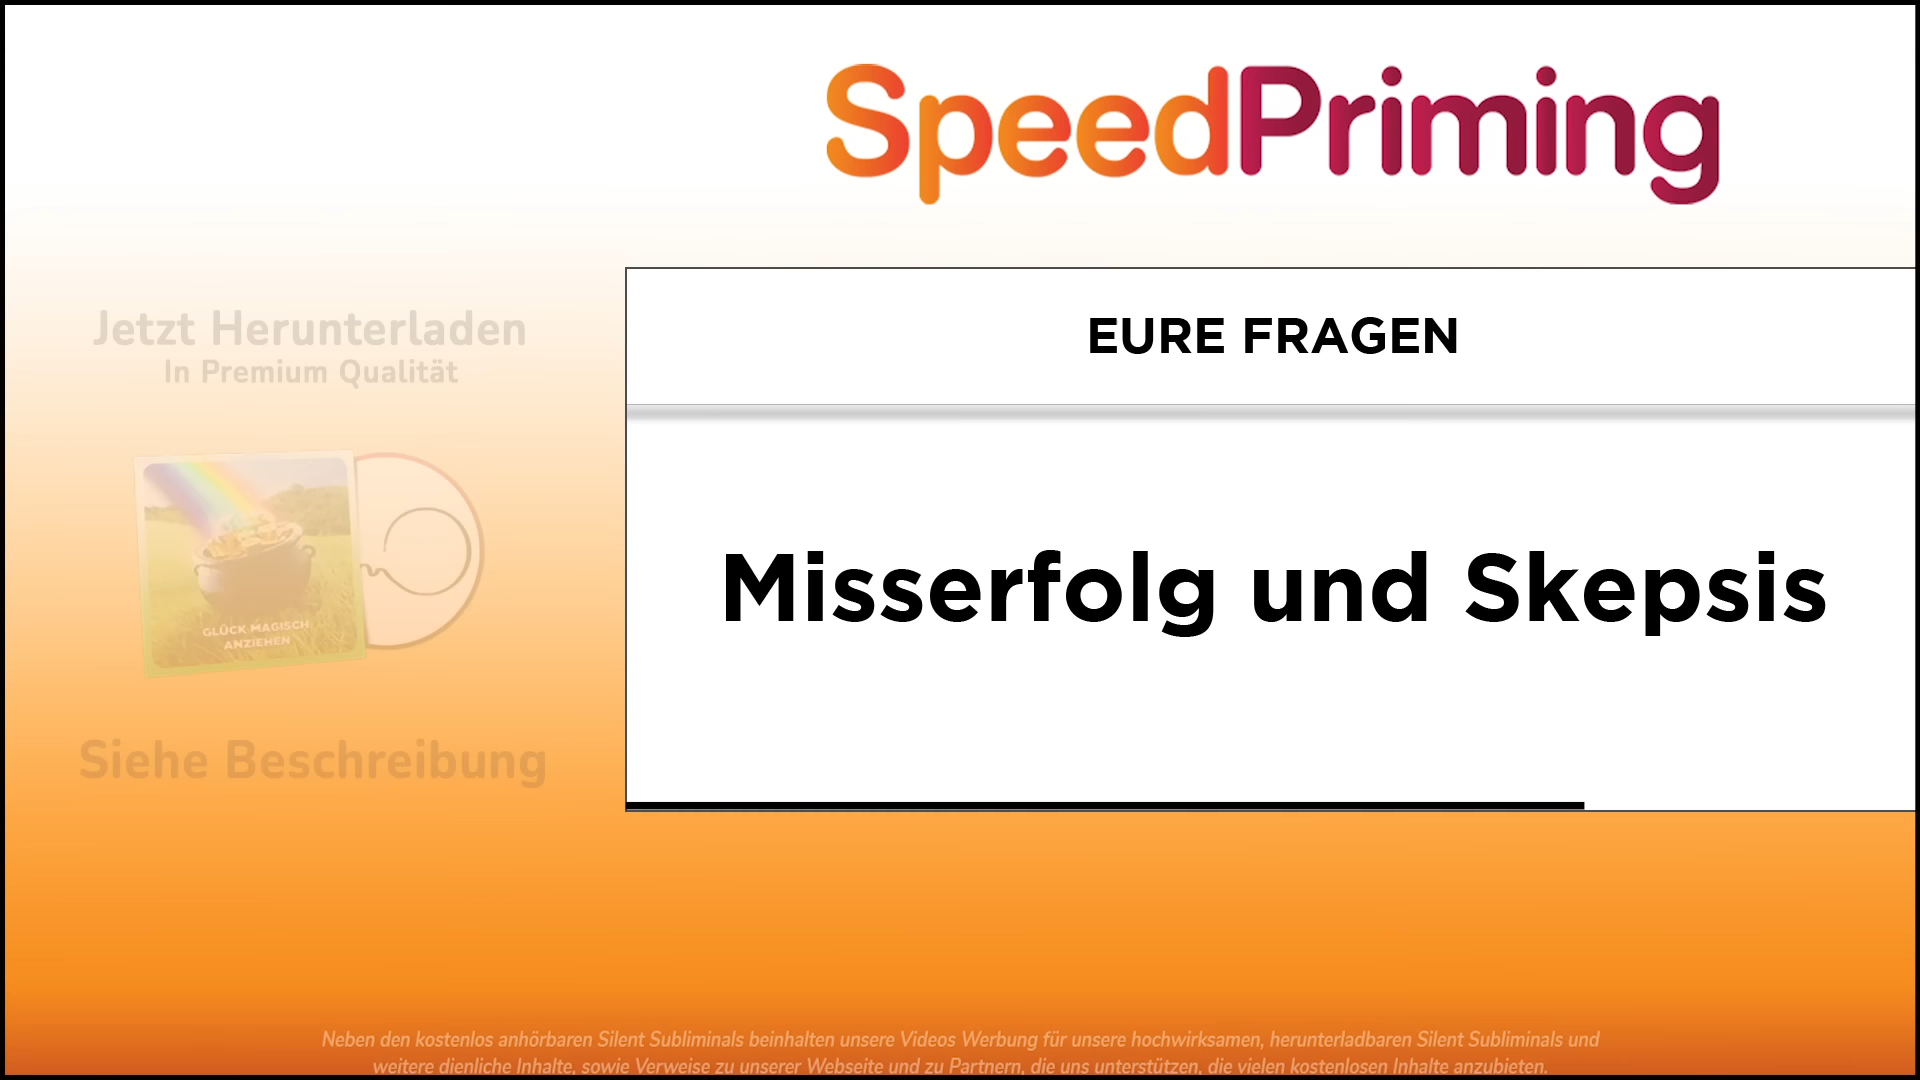 SpeedPriming
EURE FRAGEN
Jetzt Herunterladen
In Premium Qualität
GLÜCK MAGISCH
ANZIEHEN
Siehe Beschreibung
Misserfolg und Skepsis
Neben den kostenlos anhörbaren Silent Subliminals beinhalten unsere Videos Werbung für unsere hochwirksamen, herunterladbaren Silent Subliminals und
weitere dienliche Inhalte, sowie Verweise zu unserer Webseite und zu Partnern, die uns unterstützen, die vielen kostenlosen Inhalte anzubieten.